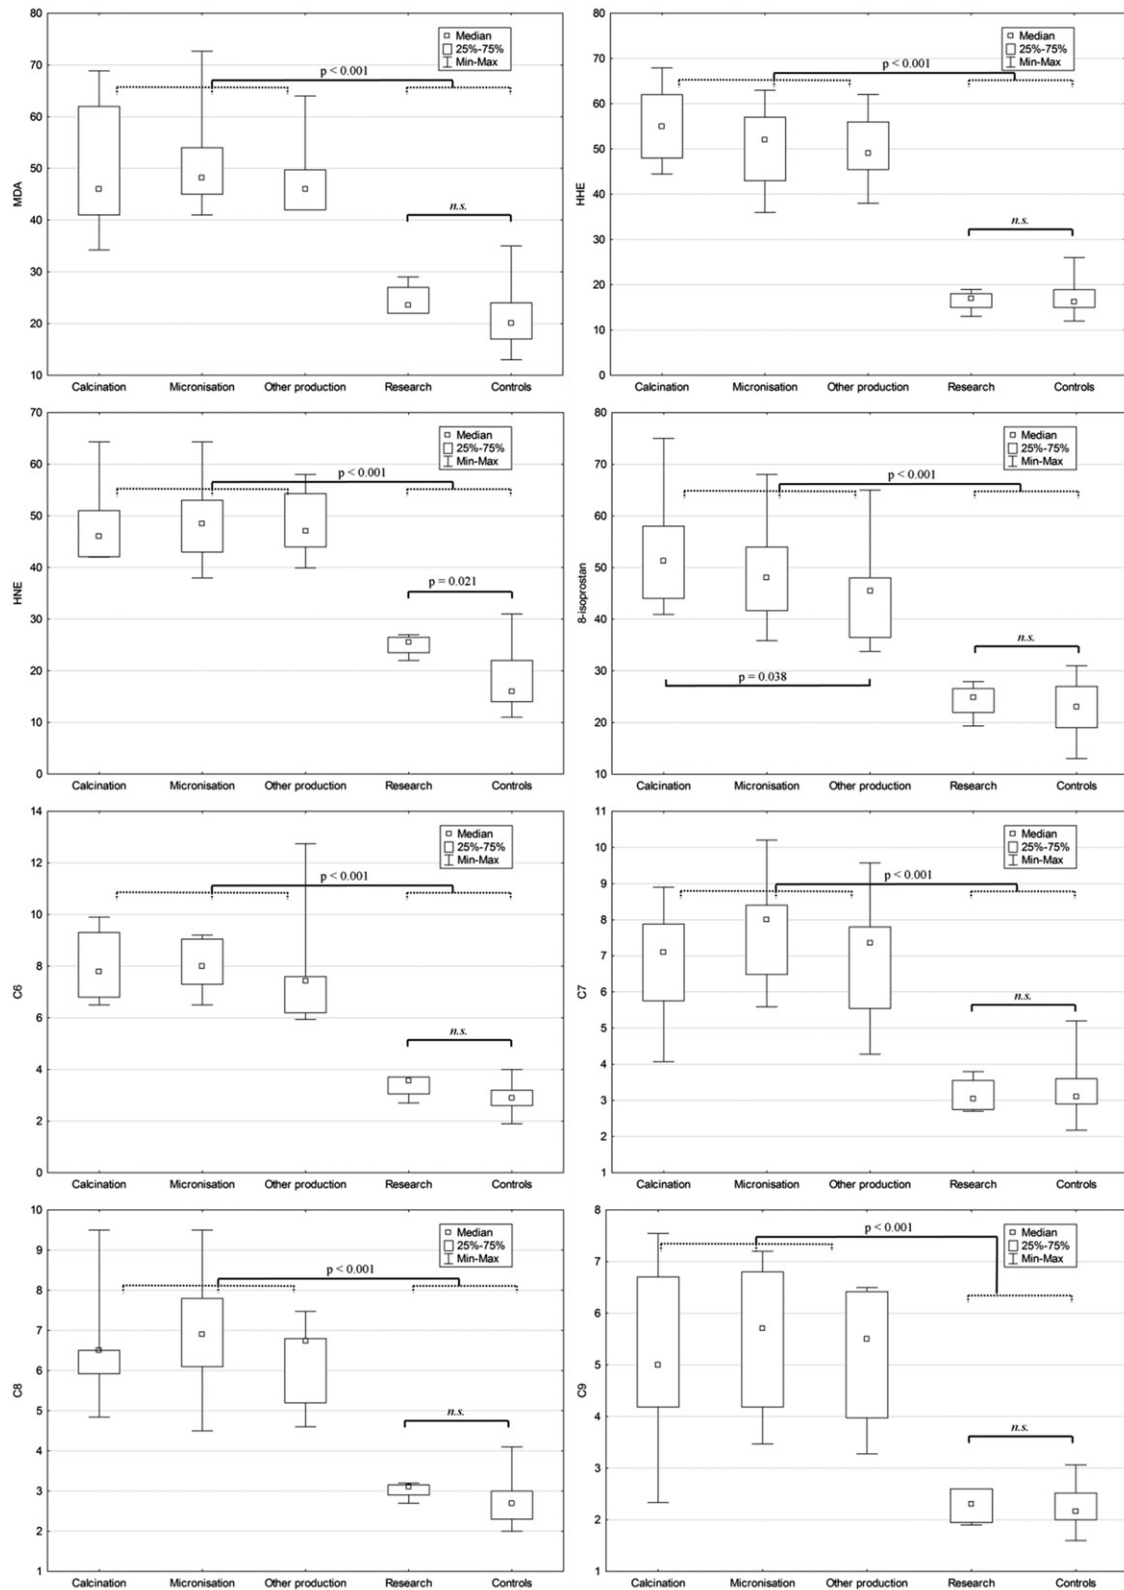 80
70
60
50
40
30
20
10
MDA
Median
25%-75%
Min-Max
p < 0.001
n.s.
Calcination
Micronisation
Other production
Research
Controls
80
70
60
50
40
30
20
10
0
HHE
Median
25%-75%
Min-Max
p < 0.001
n.s.
Calcination
Micronisation
Other production
Research
Controls
70
60
50
40
30
20
10
0
HNE
Median
25%-75%
Min-Max
p < 0.001
p = 0.021
Calcination
Micronisation
Other production
Research
Controls
80
70
60
50
40
30
20
10
8-isoprostan
Median
25%-75%
Min-Max
p < 0.001
n.s.
p = 0.038
Calcination
Micronisation
Other production
Research
Controls
14
12
10
8
6
4
2
0
C6
Median
25%-75%
Min-Max
p < 0.001
n.s.
Calcination
Micronisation
Other production
Research
Controls
11
10
9
8
7
6
5
4
3
2
1
C7
Median
25%-75%
Min-Max
p < 0.001
n.s.
Calcination
Micronisation
Other production
Research
Controls
10
9
8
7
6
5
4
3
2
1
C8
Median
25%-75%
Min-Max
p < 0.001
n.s.
Calcination
Micronisation
Other production
Research
Controls
8
7
6
5
4
3
2
1
C9
Median
25%-75%
Min-Max
p < 0.001
n.s.
Calcination
Micronisation
Other production
Research
Controls